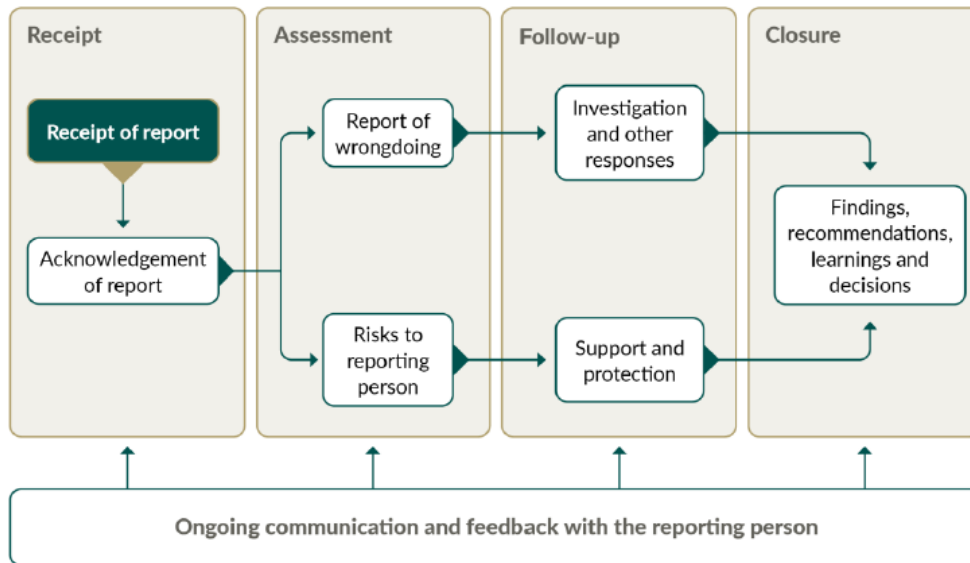 Receipt
Assessment
Follow-up
Closure
Receipt of report
Acknowledgement
of report
Report of
wrongdoing
Risks to
reporting
person
Investigation
and other
responses
Support and
protection
Findings,
recommendations,
learnings and
decisions
Ongoing communication and feedback with the reporting person